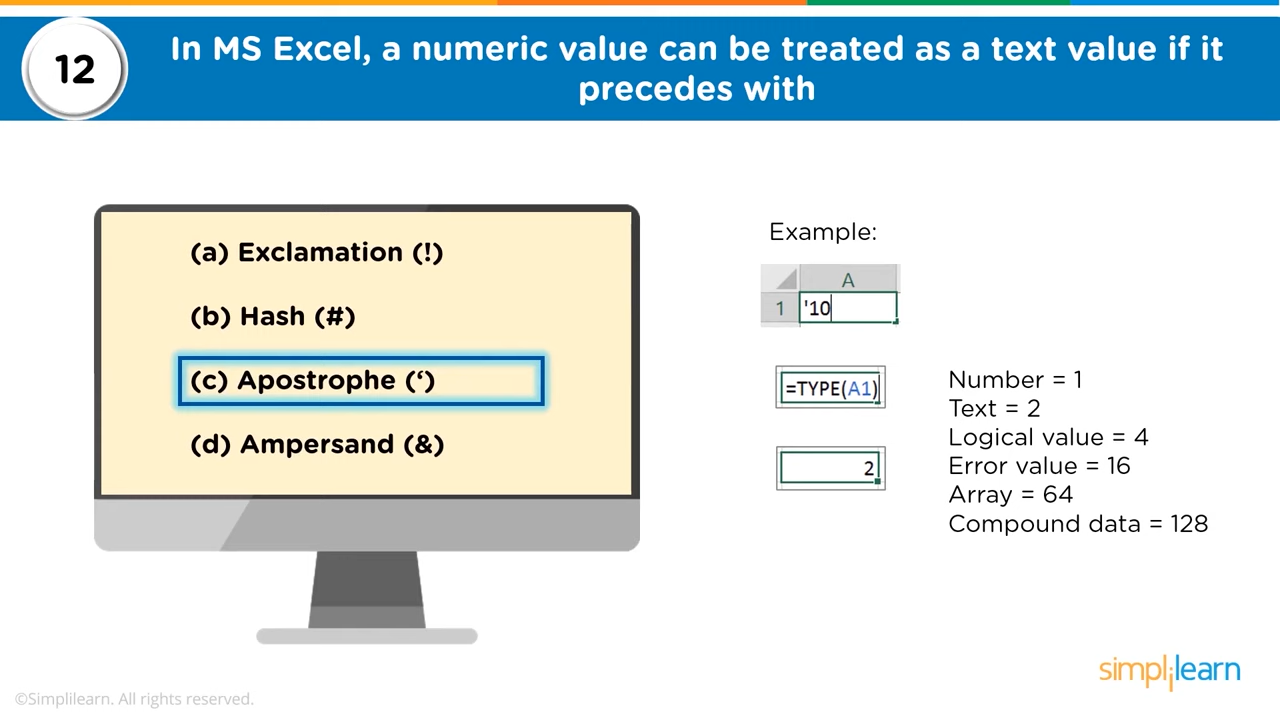 12
In MS Excel, a numeric value can be treated as a text value if it
precedes with
(a) Exclamation (!)
(b) Hash (#)
(c) Apostrophe (‘)
(d) Ampersand (&)
Example:
A
1 '10
=TYPE(A1)
2
Number = 1
Text = 2
Logical value = 4
Error value = 16
Array = 64
Compound data = 128
simplilearn
©Simplilearn. All rights reserved.